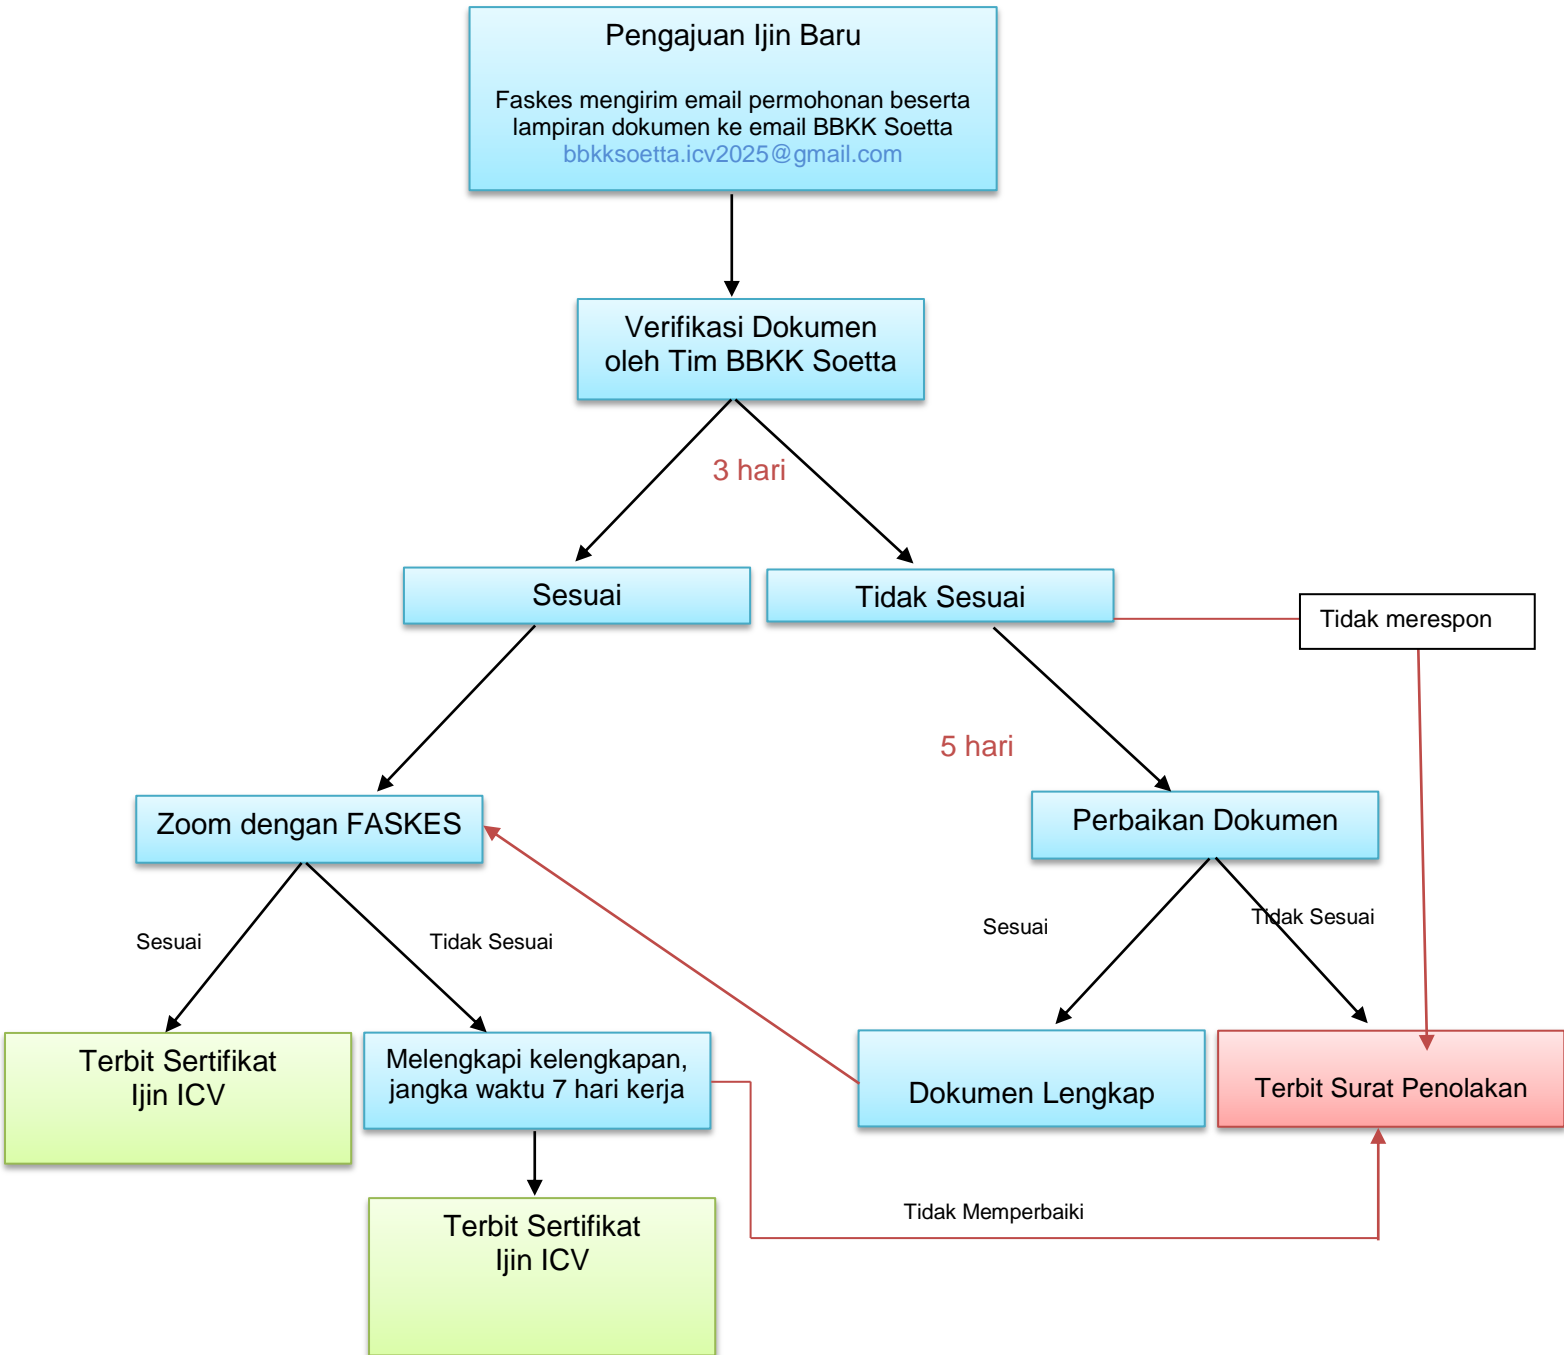 Pengajuan Ijin Baru
Faskes mengirim email permohonan beserta
lampiran dokumen ke email BBKK Soetta
bbkksoetta.icv2025@gmail.com
Verifikasi Dokumen
oleh Tim BBKK Soetta
3 hari
Sesuai
Tidak Sesuai
Tidak merespon
5 hari
Zoom dengan FASKES
Perbaikan Dokumen
Sesuai
Tidak Sesuai
Sesuai
Tidak Sesuai
Terbit Sertifikat
Ijin ICV
Melengkapi kelengkapan,
jangka waktu 7 hari kerja
Dokumen Lengkap
Terbit Surat Penolakan
Tidak Memperbaiki
Terbit Sertifikat
Ijin ICV